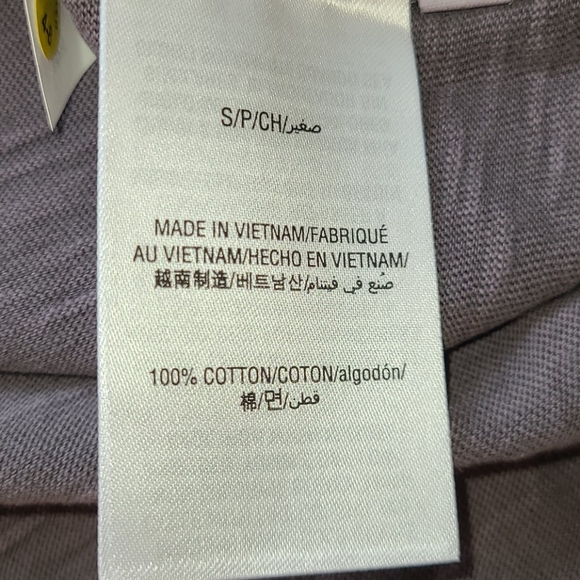 S/P/CH/صغير
MADE IN VIETNAM/FABRIQUÉ
AU VIETNAM/HECHO EN VIETNAM/
越南制造/베트남산/صُنع في فيتنام
100% COTTON/COTON/algodón/
棉/면/قطن